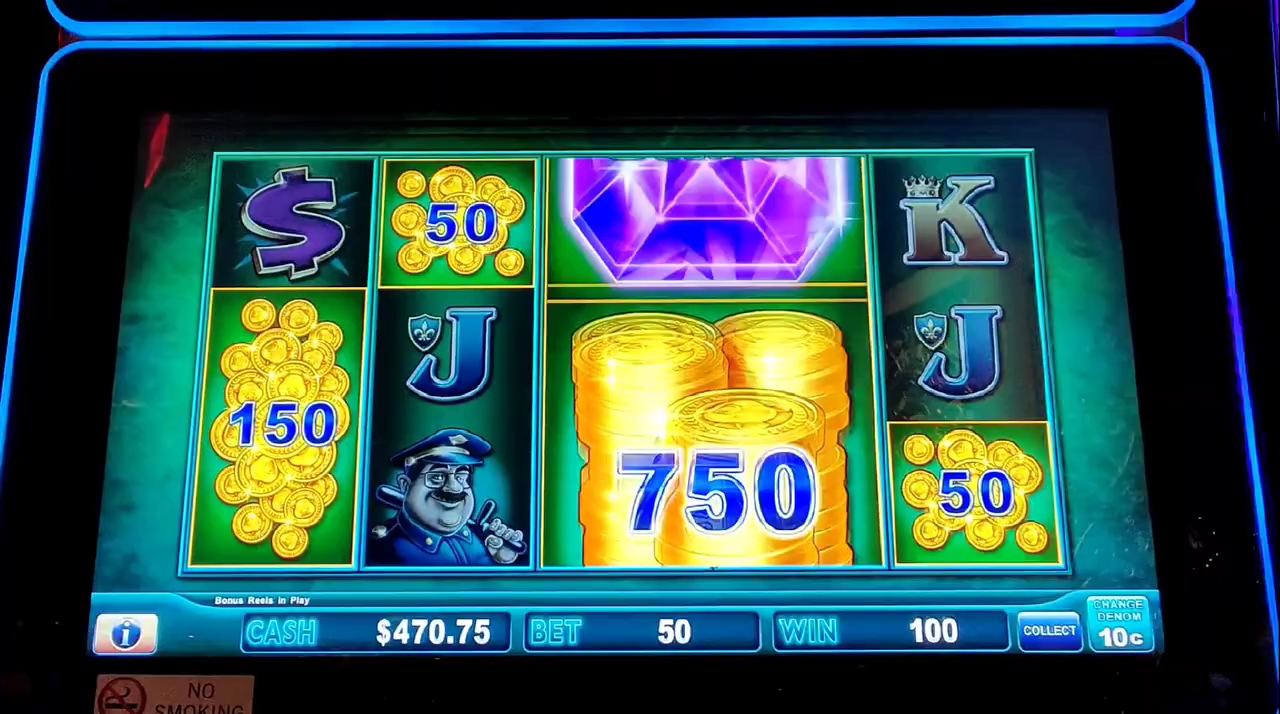 $
50
K
J
J
150
750
50
Bonus Reels in Play
i
CASH
$470.75
BET
50
WIN
100
COLLECT
CHANGE
DENOM
10¢
NO
SMOKING